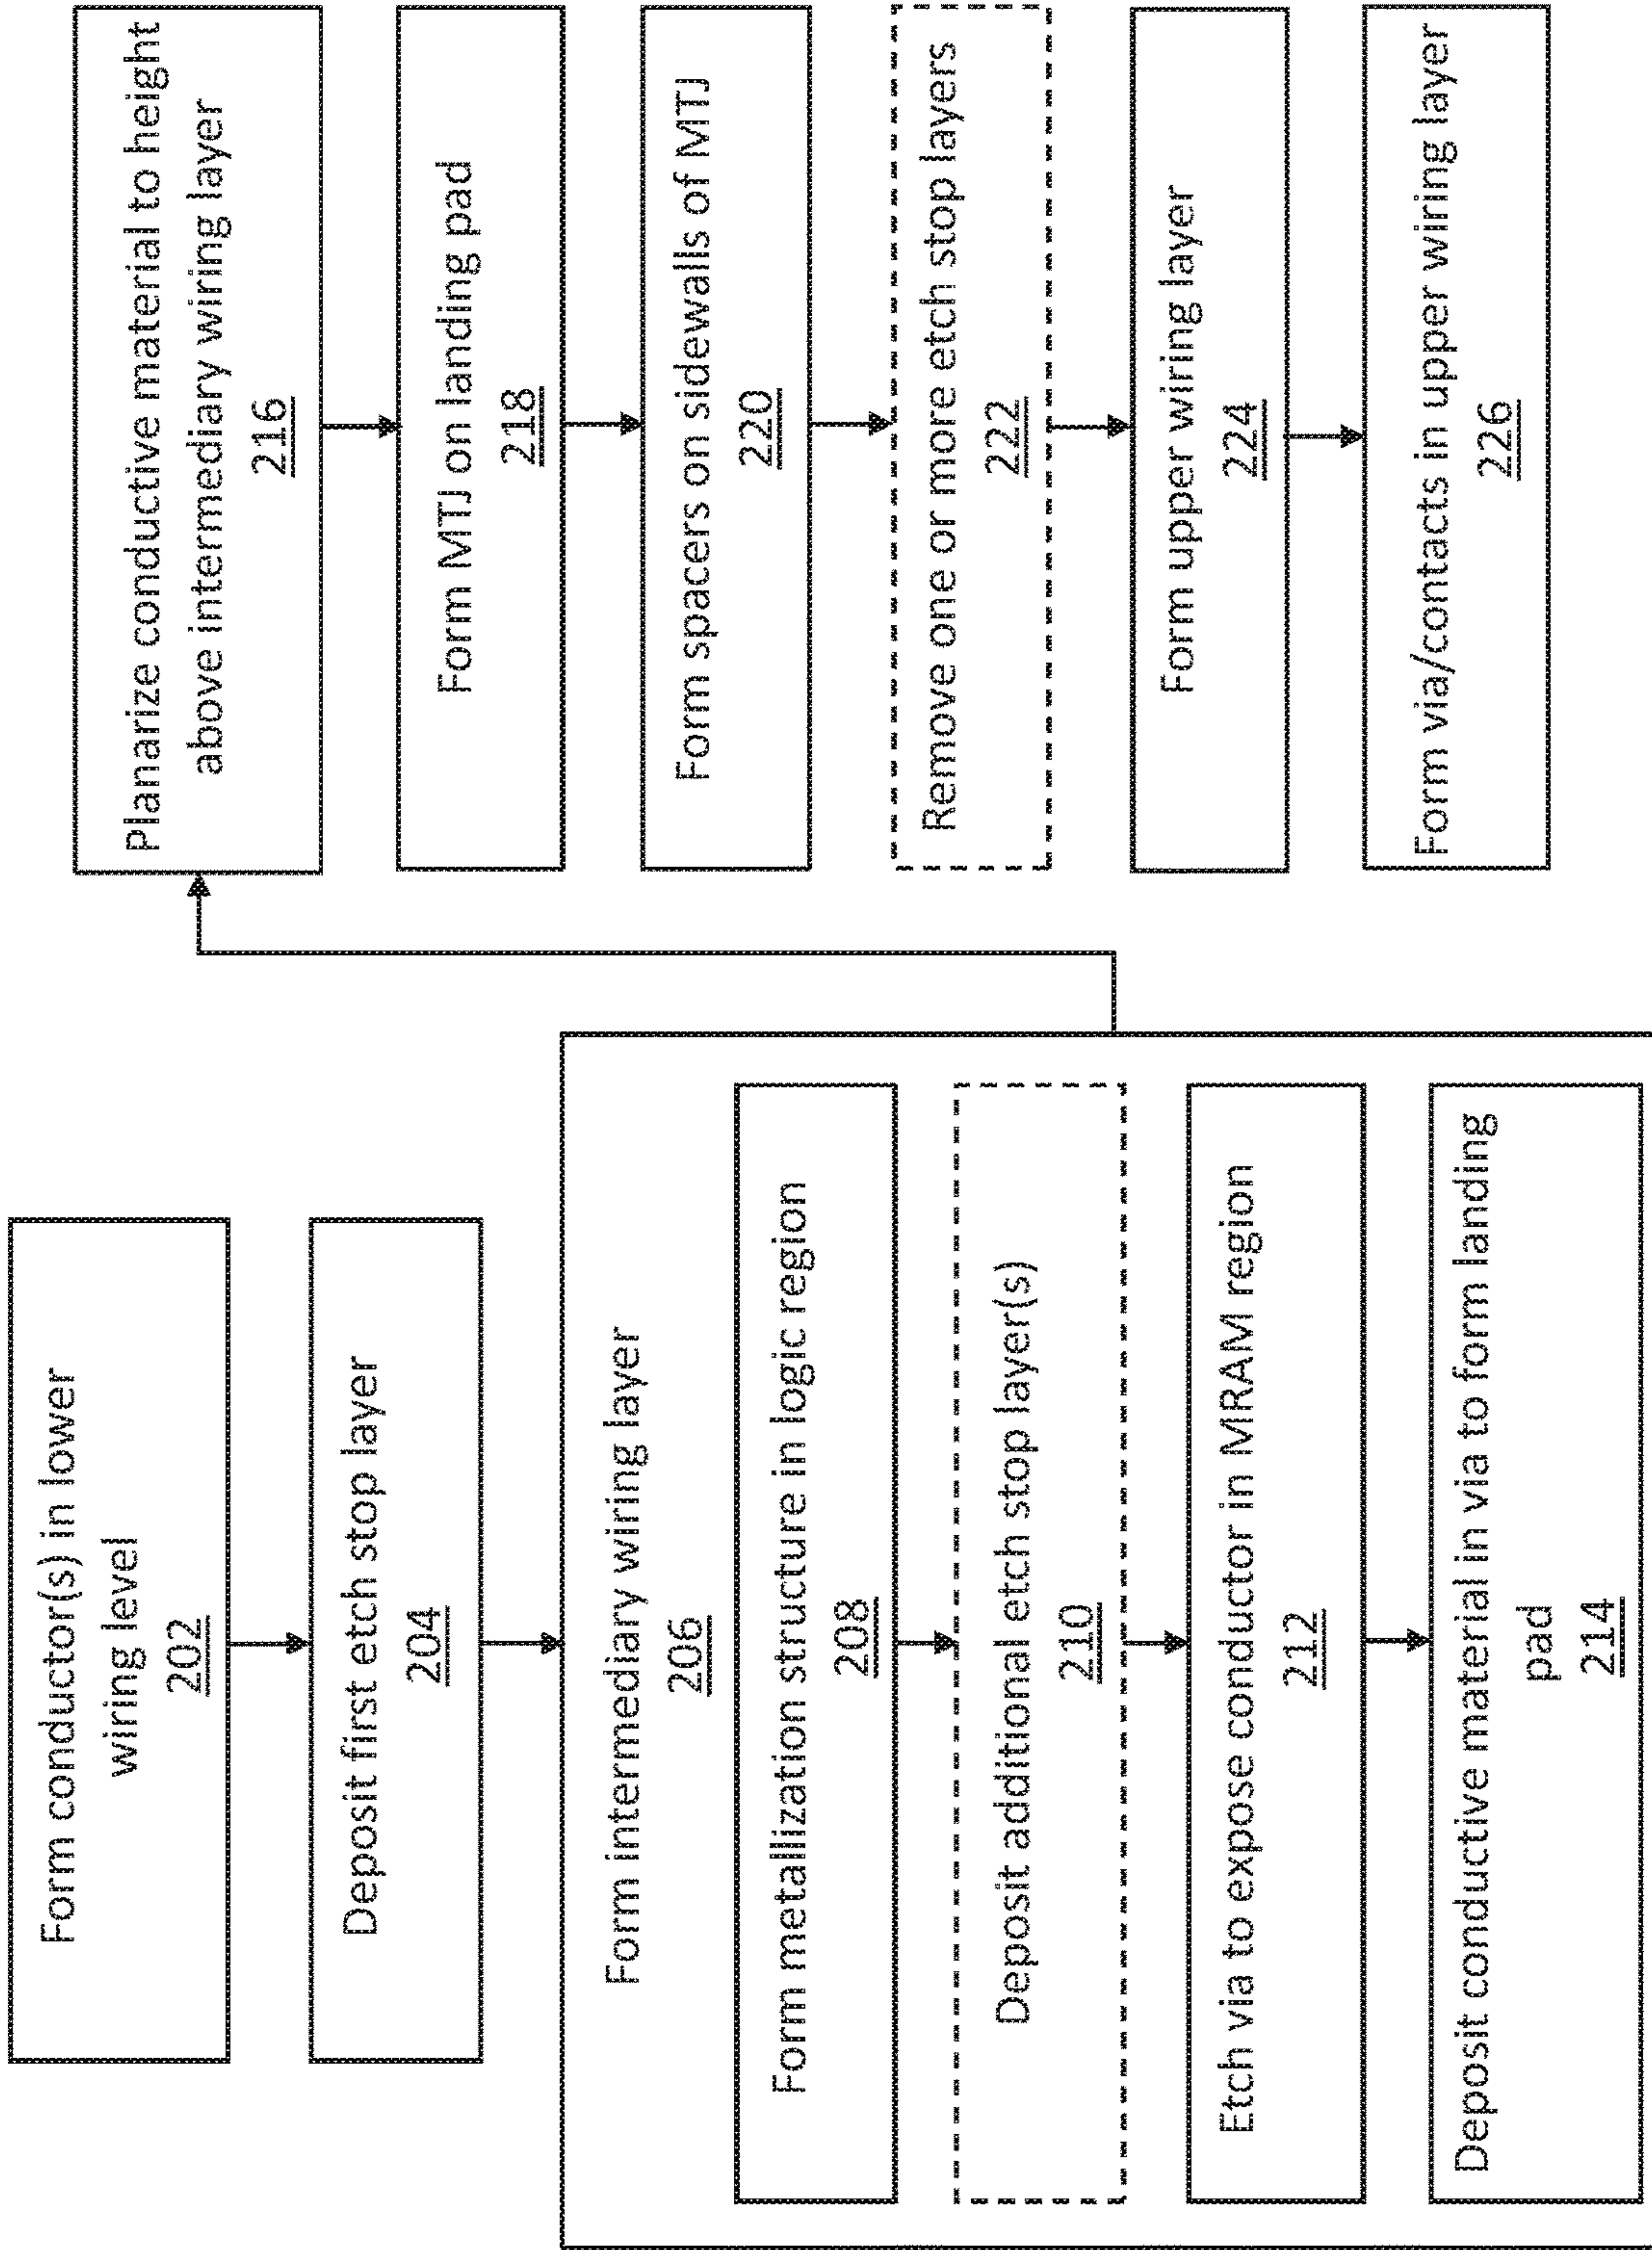 Form conductor(s) in lower
wiring level
202
Deposit first etch stop layer
204
Form intermediary wiring layer
206
Form metallization structure in logic region
208
Deposit additional etch stop layer(s)
210
Etch via to expose conductor in MRAM region
212
Deposit conductive material in via to form landing
pad
214
Planarize conductive material to height
above intermediary wiring layer
216
Form MTJ on landing pad
218
Form spacers on sidewalls of MTJ
220
Remove one or more etch stop layers
222
Form upper wiring layer
224
Form via/contacts in upper wiring layer
226